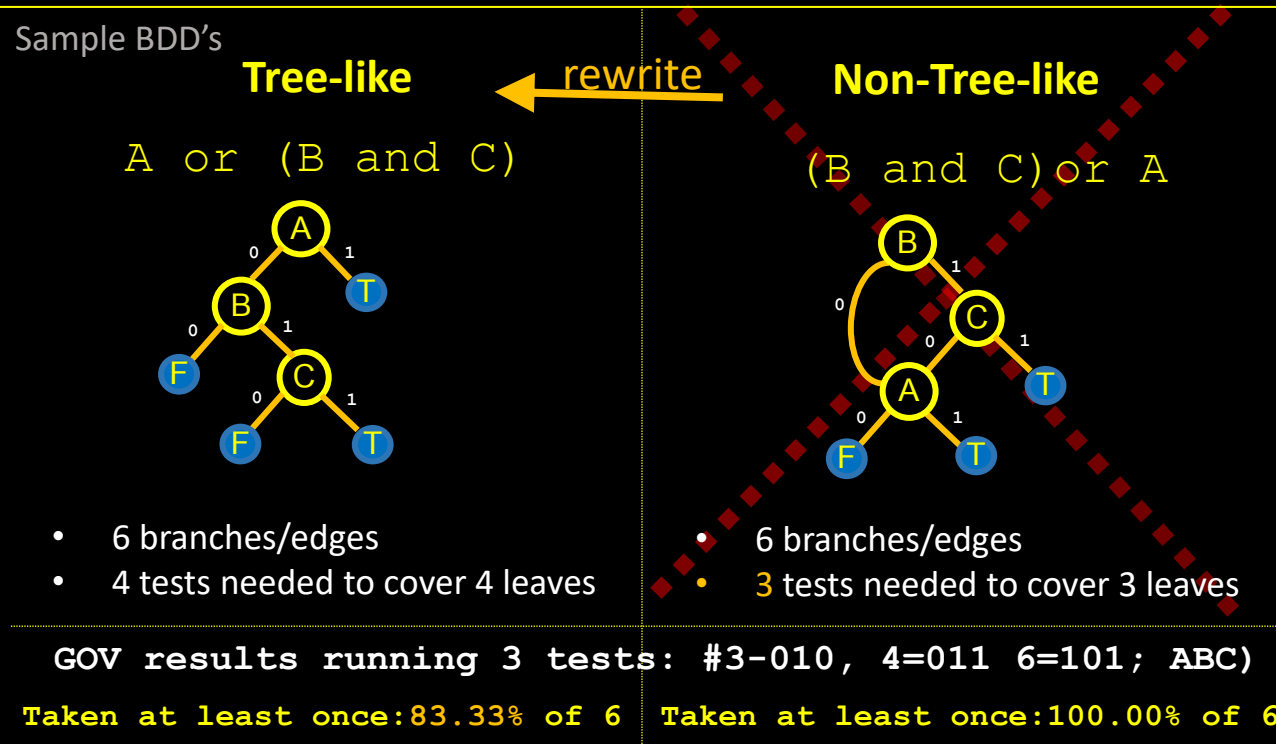 Sample BDD's
Tree-like
rewrite
Non-Tree-like
A or (B and C)
(B and C)or A
A
0
1
B
T
0
1
F
C
0
1
F
T
B
1
0
C
0
1
A
T
0
1
F
T
• 6 branches/edges
• 4 tests needed to cover 4 leaves
• 6 branches/edges
• 3 tests needed to cover 3 leaves
GOV results running 3 tests: #3-010, 4=011 6=101; ABC)
Taken at least once:83.33% of 6
Taken at least once:100.00% of 6